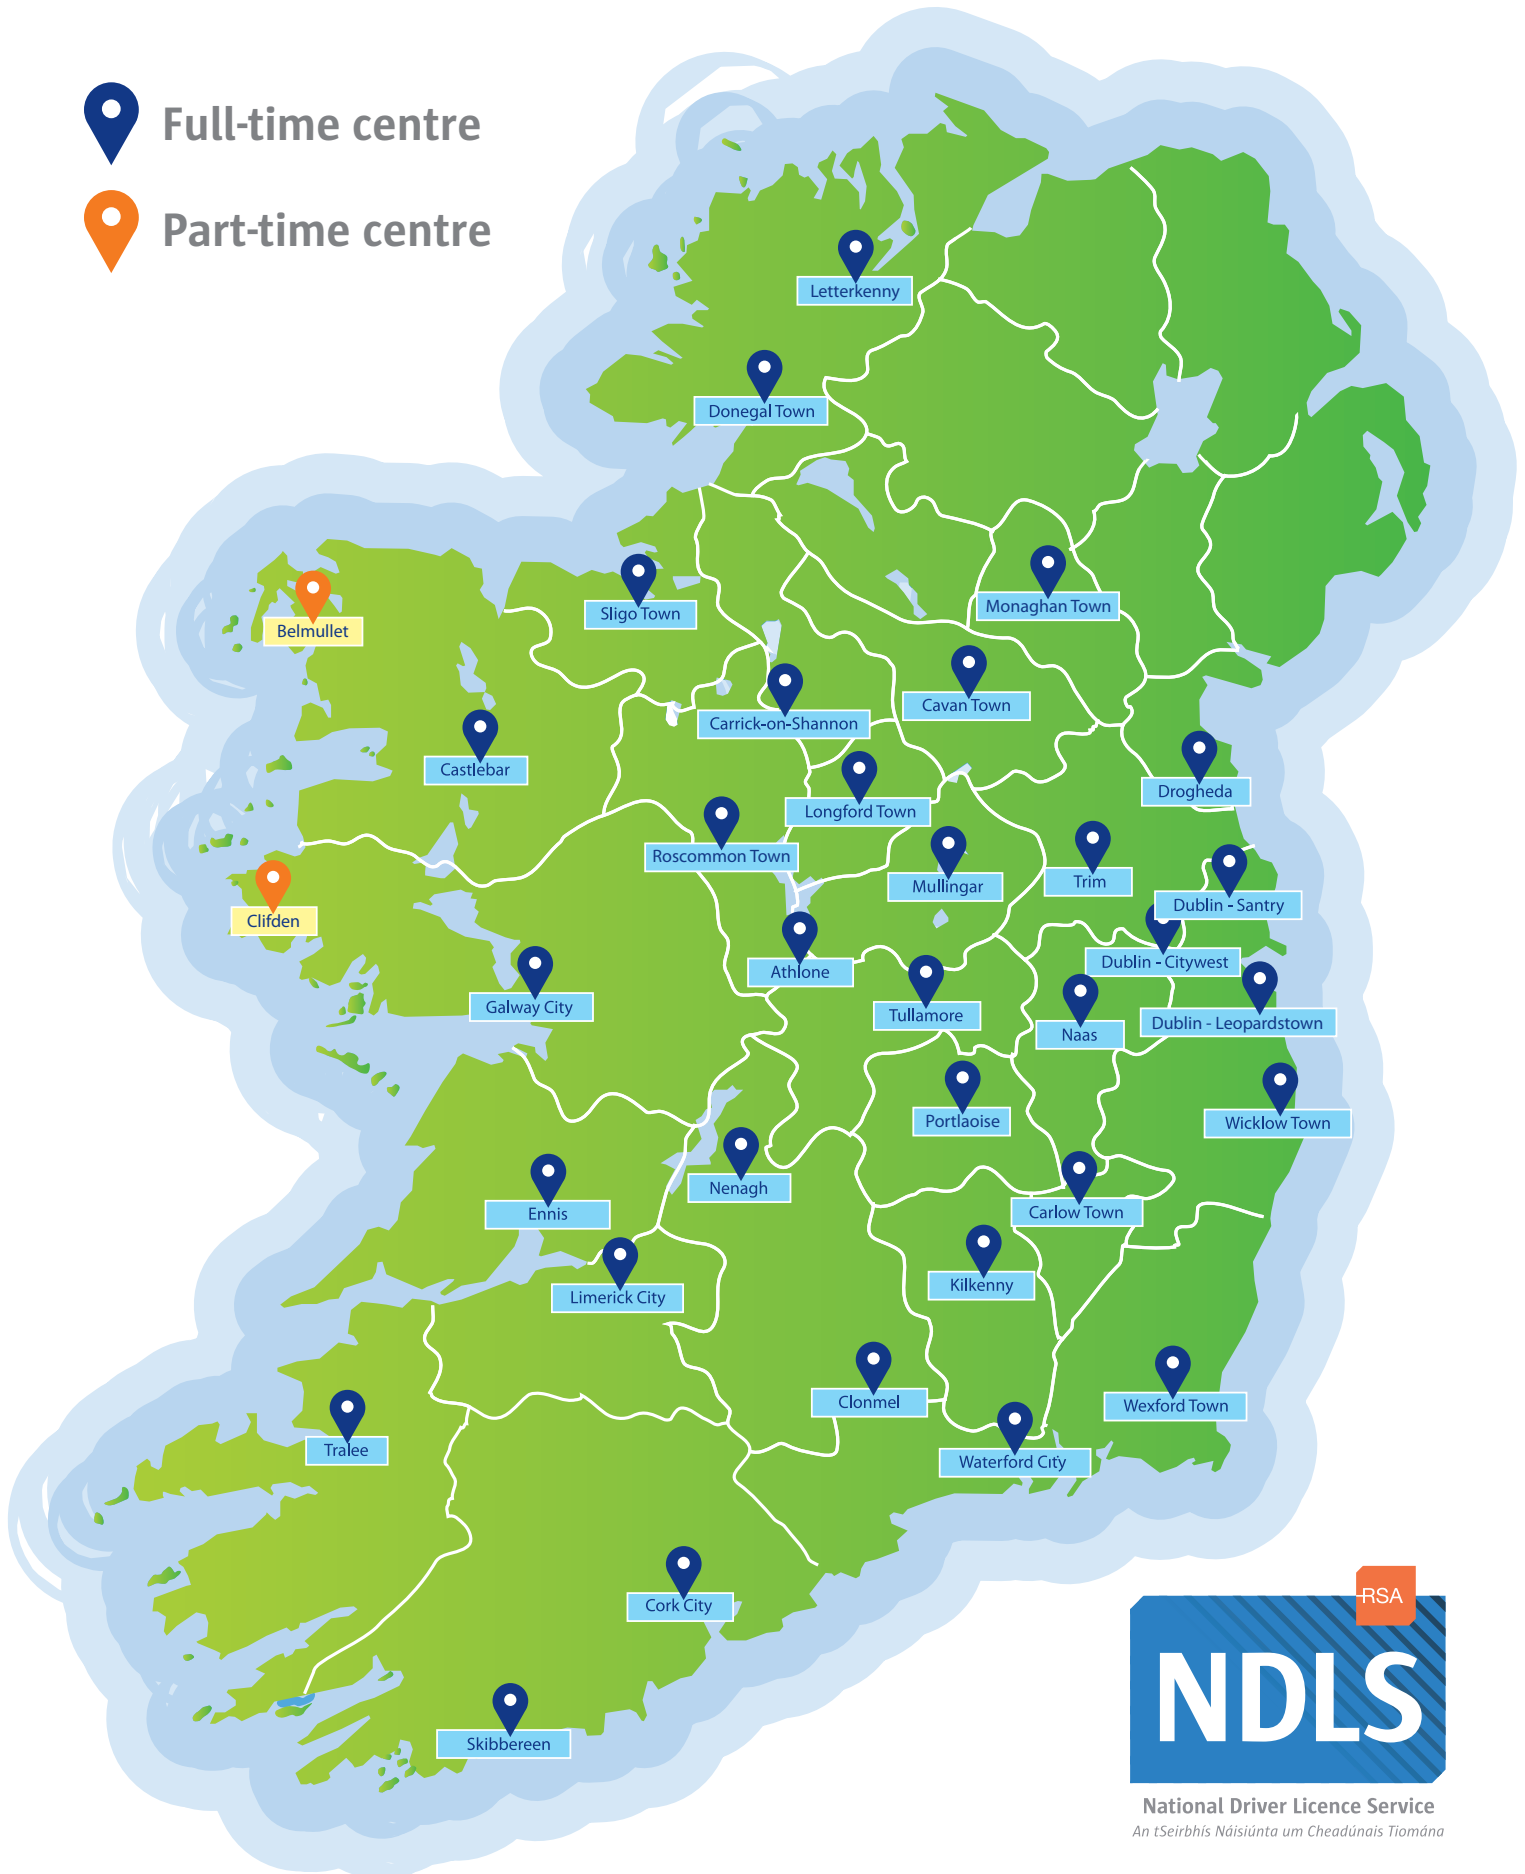 Full-time centre
Part-time centre
Letterkenny
Donegal Town
Sligo Town
Monaghan Town
Belmullet
Cavan Town
Carrick-on-Shannon
Castlebar
Drogheda
Longford Town
Roscommon Town
Mullingar
Trim
Dublin - Santry
Clifden
Dublin - Citywest
Athlone
Galway City
Tullamore
Dublin - Leopardstown
Naas
Portlaoise
Wicklow Town
Nenagh
Carlow Town
Ennis
Kilkenny
Limerick City
Clonmel
Wexford Town
Tralee
Waterford City
Cork City
Skibbereen
RSA
NDLS
National Driver Licence Service
An tSeirbhís Náisiúnta um Cheadúnais Tiomána